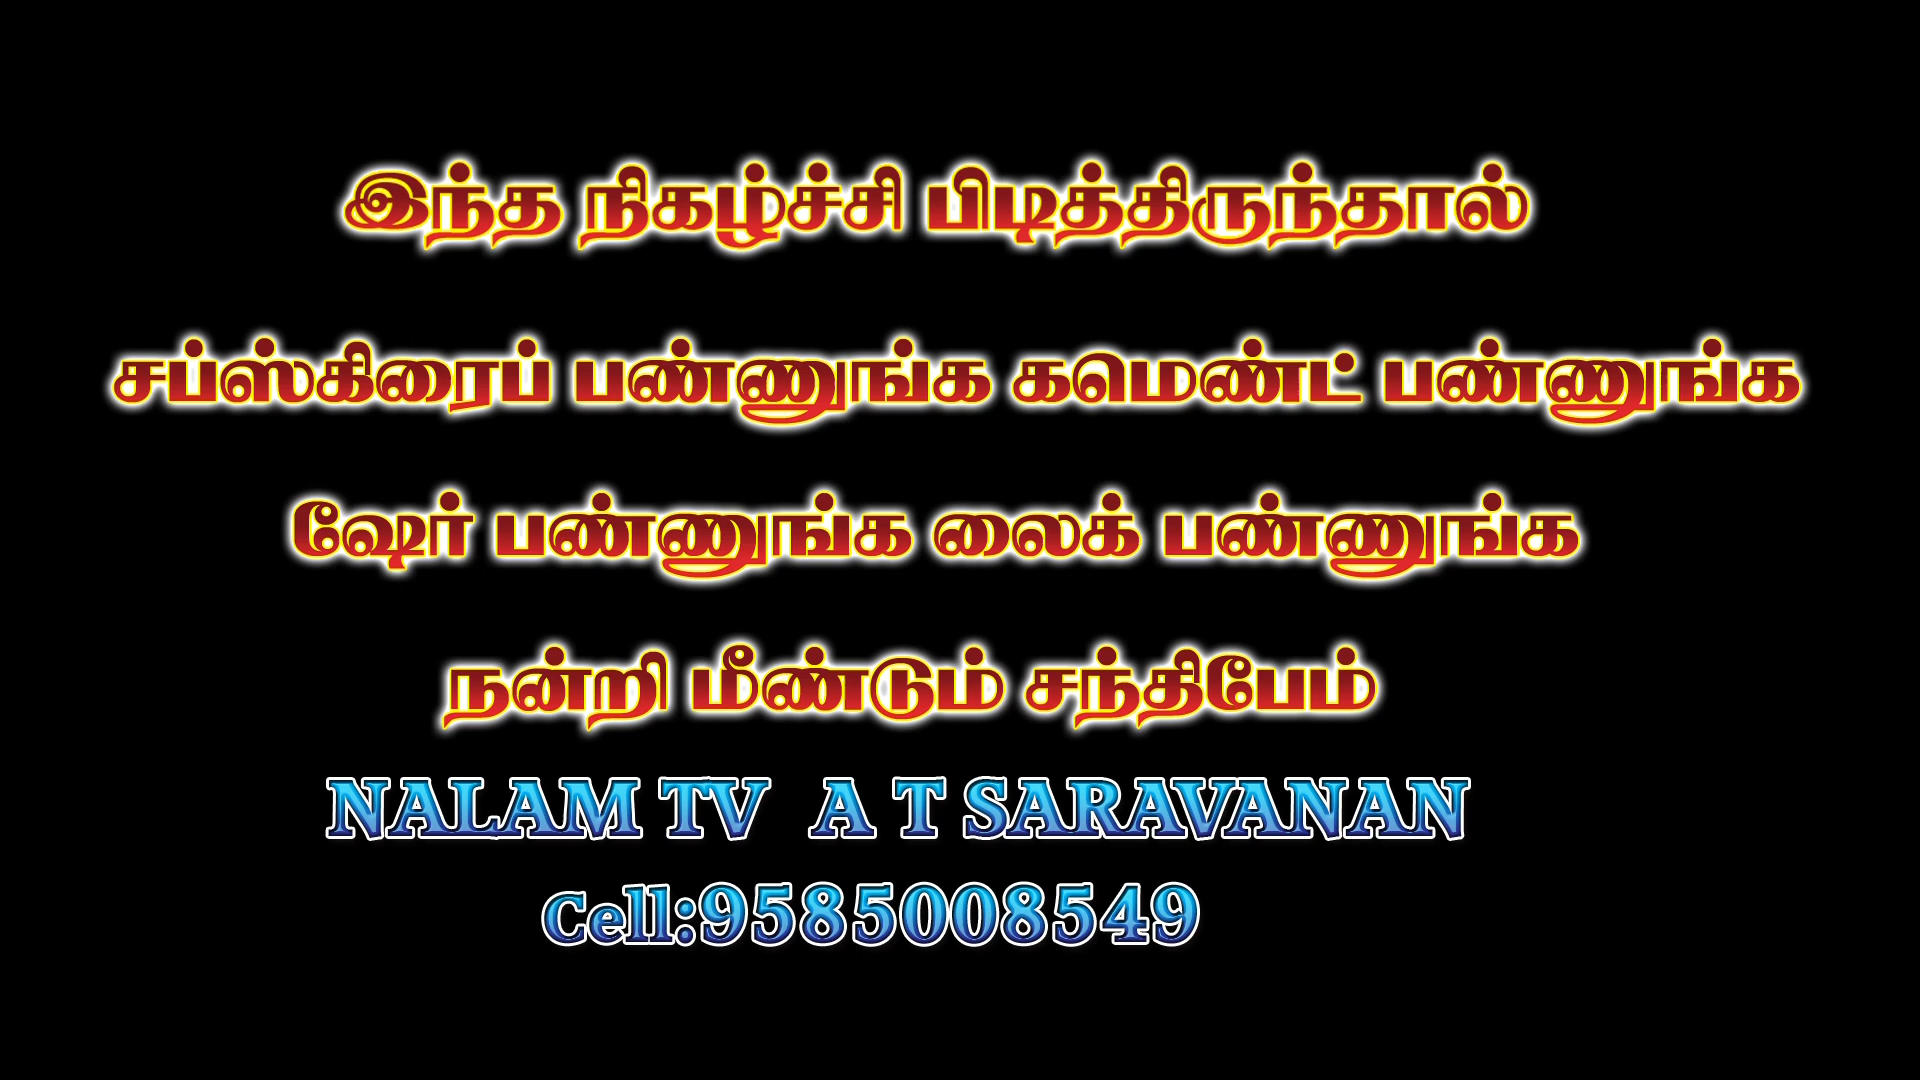 இந்த நிகழ்ச்சி பிடித்திருந்தால்
சப்ஸ்கிரைப் பண்ணுங்க கமெண்ட் பண்ணுங்க
ஷேர் பண்ணுங்க லைக் பண்ணுங்க
நன்றி மீண்டும் சந்திபேம்
NALAM TV A T SARAVANAN
Cell:9585008549